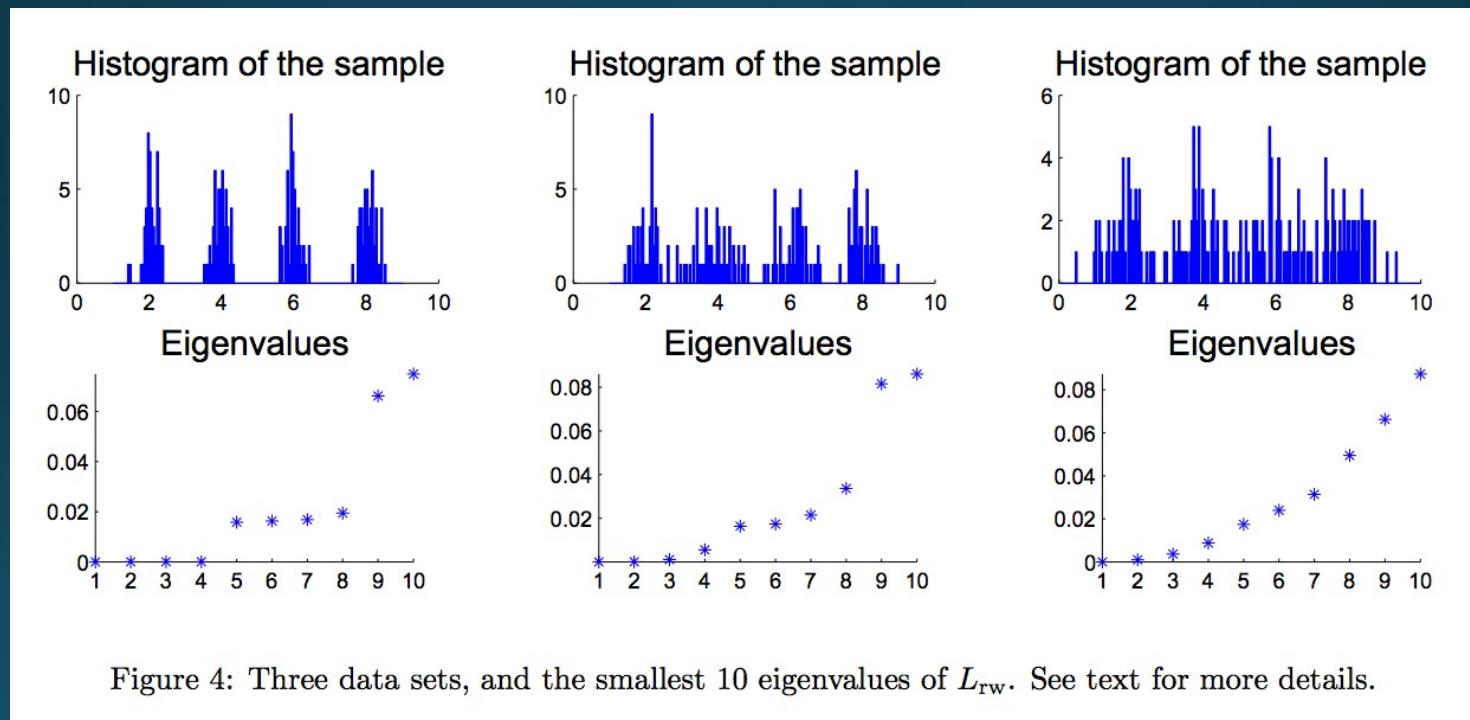 Histogram of the sample
10
5
0
0 2 4 6 8 10
Eigenvalues
0.06
0.04
0.02
0
1 2 3 4 5 6 7 8 9 10
Histogram of the sample
10
5
0
0 2 4 6 8 10
Eigenvalues
0.08
0.06
0.04
0.02
1 2 3 4 5 6 7 8 9 10
Histogram of the sample
6
4
2
0
0 2 4 6 8 10
Eigenvalues
0.08
0.06
0.04
0.02
0
1 2 3 4 5 6 7 8 9 10
Figure 4: Three data sets, and the smallest 10 eigenvalues of Lrw. See text for more details.